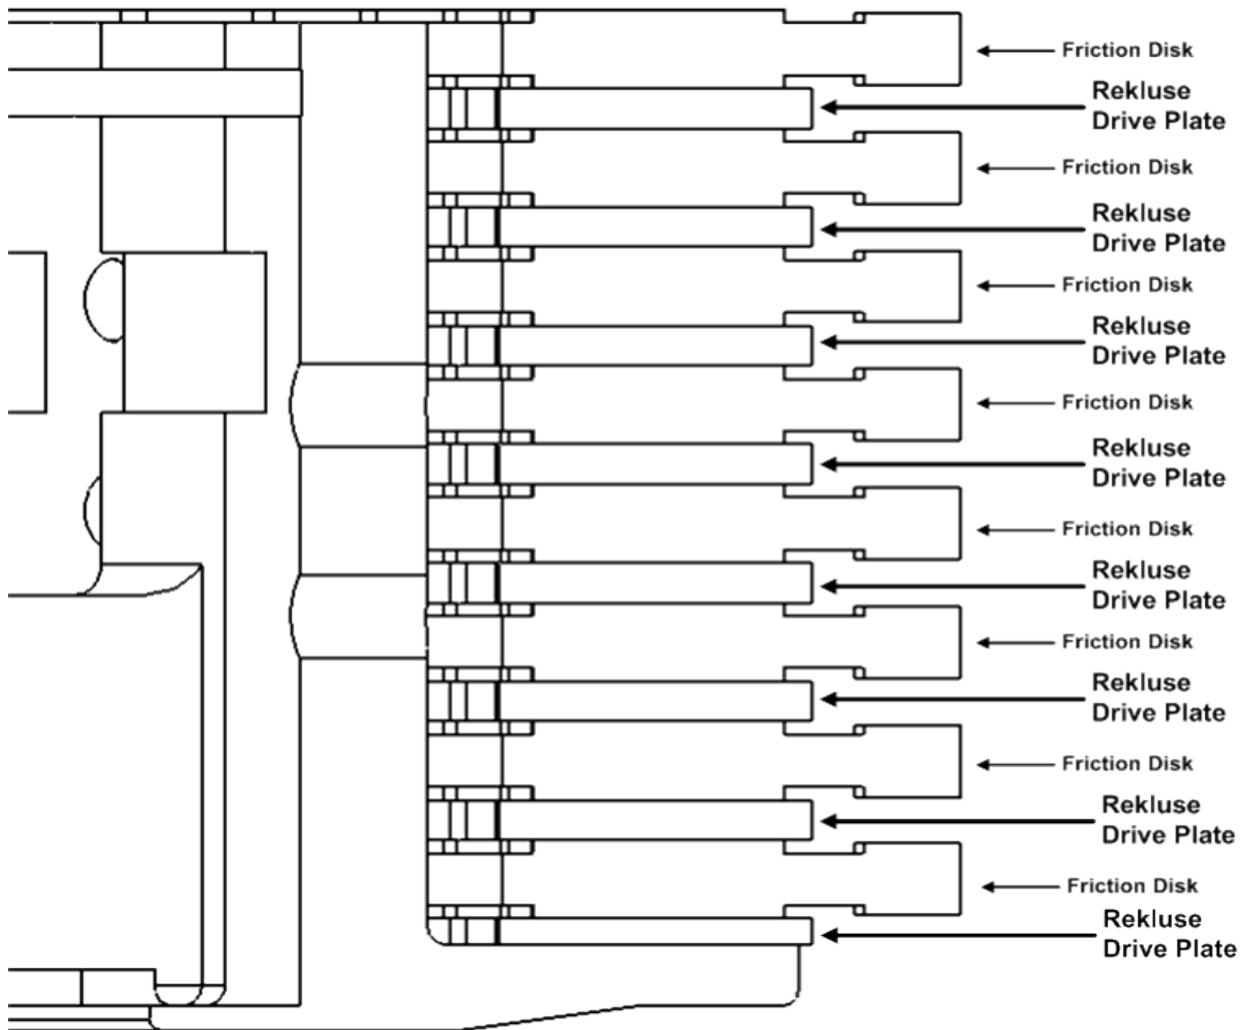 Friction Disk
Rekluse
Drive Plate
Friction Disk
Rekluse
Drive Plate
Friction Disk
Rekluse
Drive Plate
Friction Disk
Rekluse
Drive Plate
Friction Disk
Rekluse
Drive Plate
Friction Disk
Rekluse
Drive Plate
Friction Disk
Rekluse
Drive Plate
Friction Disk
Rekluse
Drive Plate